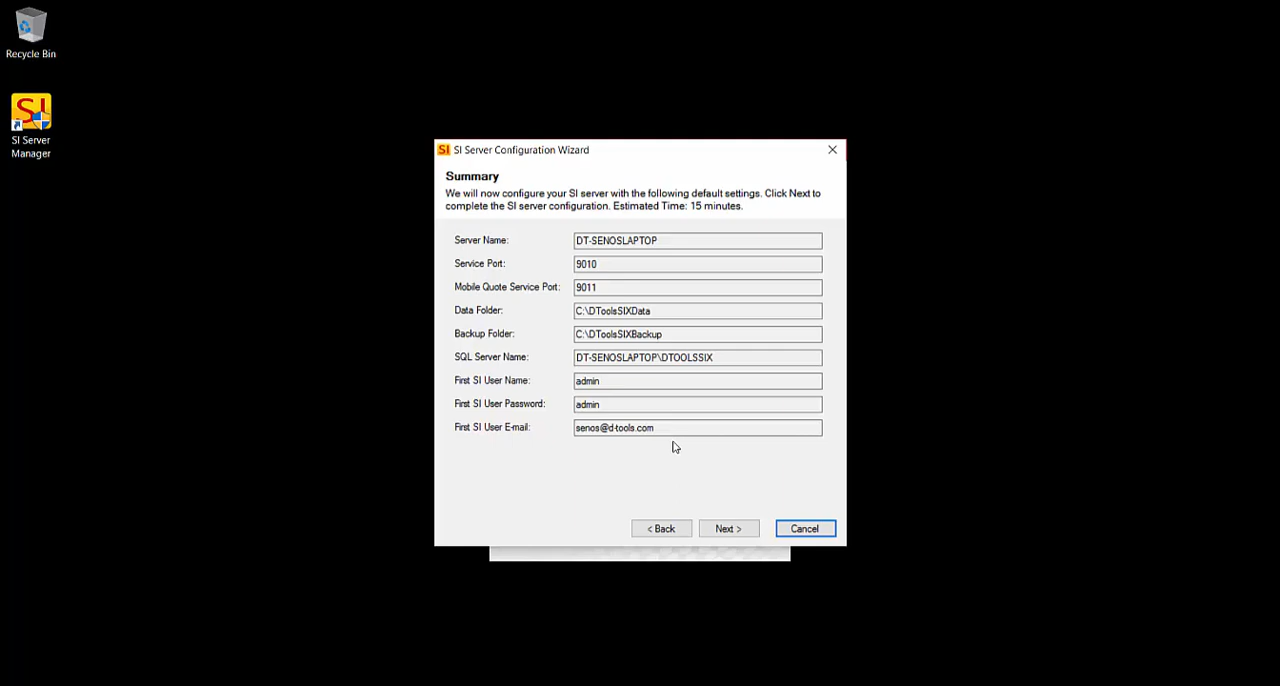 Recycle Bin
SI
SI Server
Manager
SI SI Server Configuration Wizard
Summary
We will now configure your SI server with the following default settings. Click Next to
complete the SI server configuration. Estimated Time: 15 minutes.
Server Name: DT-SENOSLAPTOP
Service Port: 9010
Mobile Quote Service Port: 9011
Data Folder: C:\DToolsSIXData
Backup Folder: C:\DToolsSIXBackup
SQL Server Name: DT-SENOSLAPTOP\DTOOLSSIX
First SI User Name: admin
First SI User Password: admin
First SI User E-mail: senos@d-tools.com
< Back Next > Cancel